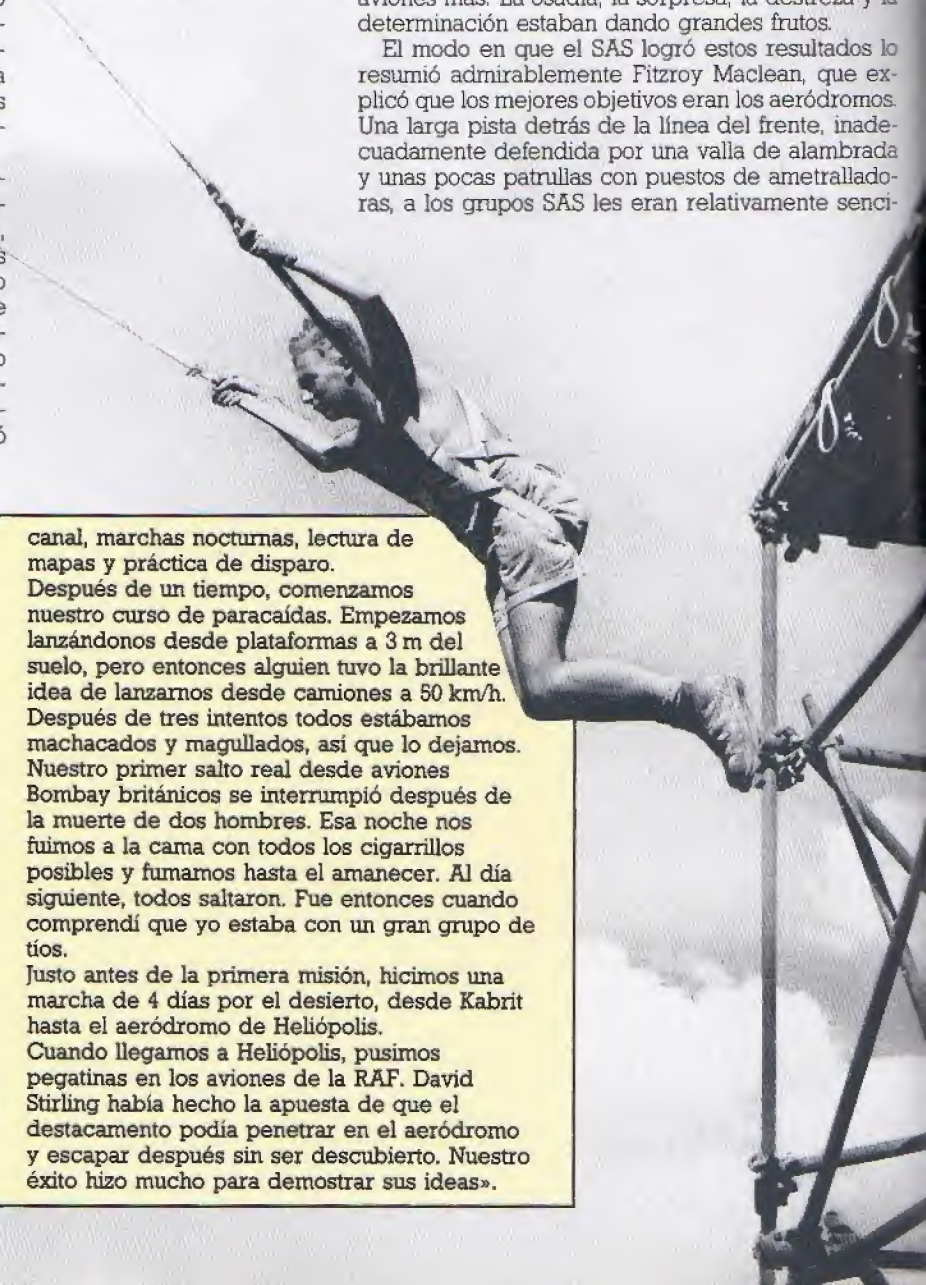 determinación estaban dando grandes frutos.
El modo en que el SAS logró estos resultados lo
resumió admirablemente Fitzroy Maclean, que ex-
plicó que los mejores objetivos eran los aeródromos.
Una larga pista detrás de la línea del frente, inade-
cuadamente defendida por una valla de alambrada
y unas pocas patrullas con puestos de ametrallado-
ras, a los grupos SAS les eran relativamente senci-
canal, marchas nocturnas, lectura de
mapas y práctica de disparo.
Después de un tiempo, comenzamos
nuestro curso de paracaídas. Empezamos
lanzándonos desde plataformas a 3 m del
suelo, pero entonces alguien tuvo la brillante
idea de lanzarnos desde camiones a 50 km/h.
Después de tres intentos todos estábamos
machacados y magullados, así que lo dejamos.
Nuestro primer salto real desde aviones
Bombay británicos se interrumpió después de
la muerte de dos hombres. Esa noche nos
fuimos a la cama con todos los cigarrillos
posibles y fumamos hasta el amanecer. Al día
siguiente, todos saltaron. Fue entonces cuando
comprendí que yo estaba con un gran grupo de
tíos.
Justo antes de la primera misión, hicimos una
marcha de 4 días por el desierto, desde Kabrit
hasta el aeródromo de Heliópolis.
Cuando llegamos a Heliópolis, pusimos
pegatinas en los aviones de la RAF. David
Stirling había hecho la apuesta de que el
destacamento podía penetrar en el aeródromo
y escapar después sin ser descubierto. Nuestro
éxito hizo mucho para demostrar sus ideas».